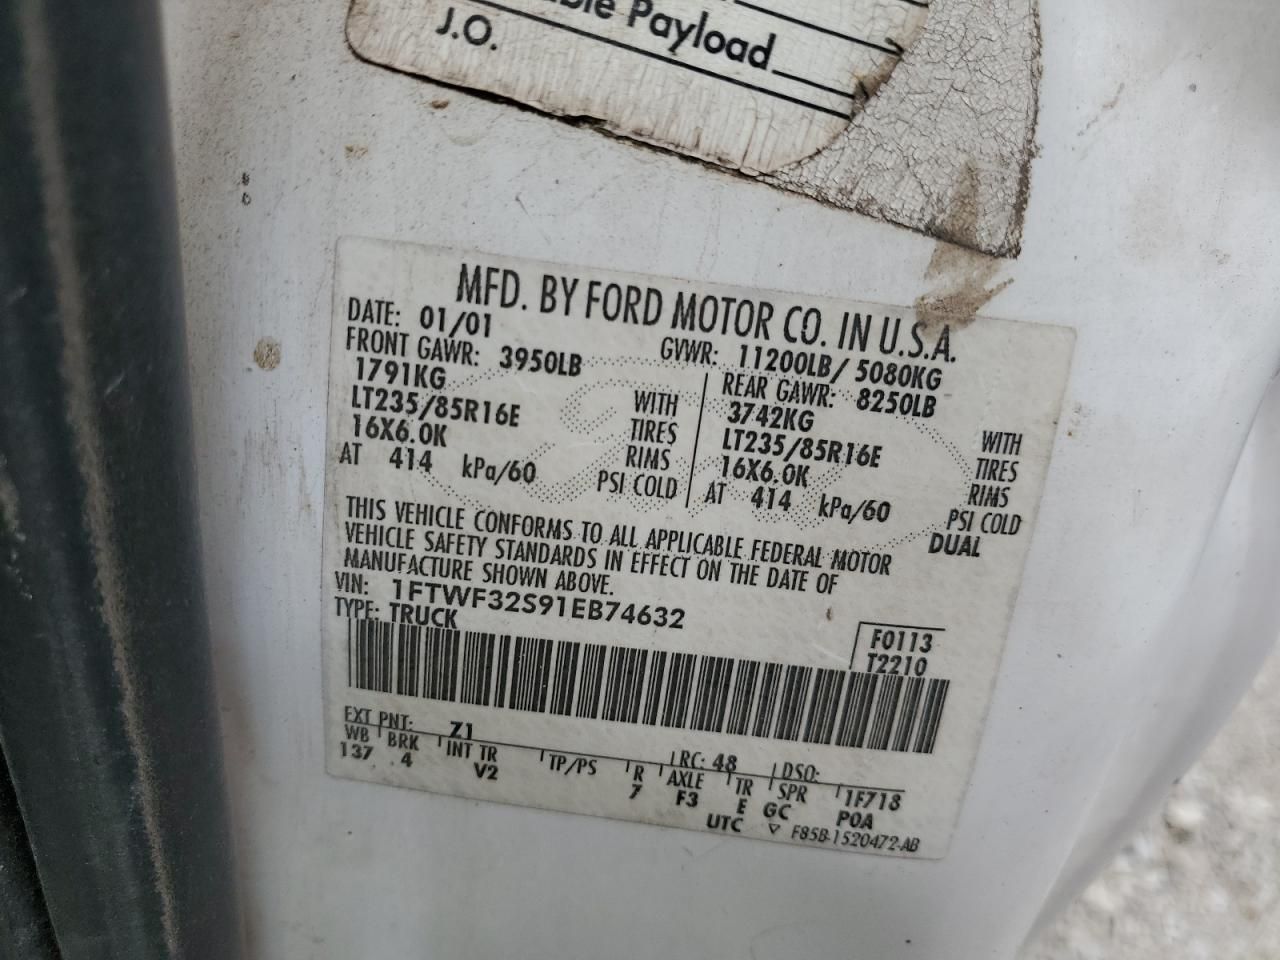 Payload
J.O.
MFD. BY FORD MOTOR CO. IN U.S.A.
DATE: 01/01
GVWR: 11200LB/ 5080KG
FRONT GAWR: 3950LB
1791KG
WITH
LT235/85R16E
TIRES
16X6.0K
RIMS
AT 414 kPa/60
PSI COLD
REAR GAWR: 8250LB
3742KG
WITH
LT235/85R16E
TIRES
16X6.0K
RIMS
AT 414 kPa/60
PSI COLD
DUAL
THIS VEHICLE CONFORMS TO ALL APPLICABLE FEDERAL MOTOR
VEHICLE SAFETY STANDARDS IN EFFECT ON THE DATE OF
MANUFACTURE SHOWN ABOVE.
VIN: 1FTWF32S91EB74632
TYPE: TRUCK
F0113
T2210
EXT PNT: Z1
RC: 48
DSO:
WB BRK INT TR TP/PS R AXLE TR SPR 1F718
137 4 V2 7 F3 E GC POA
UTC ▽ F85B-1520472-AB